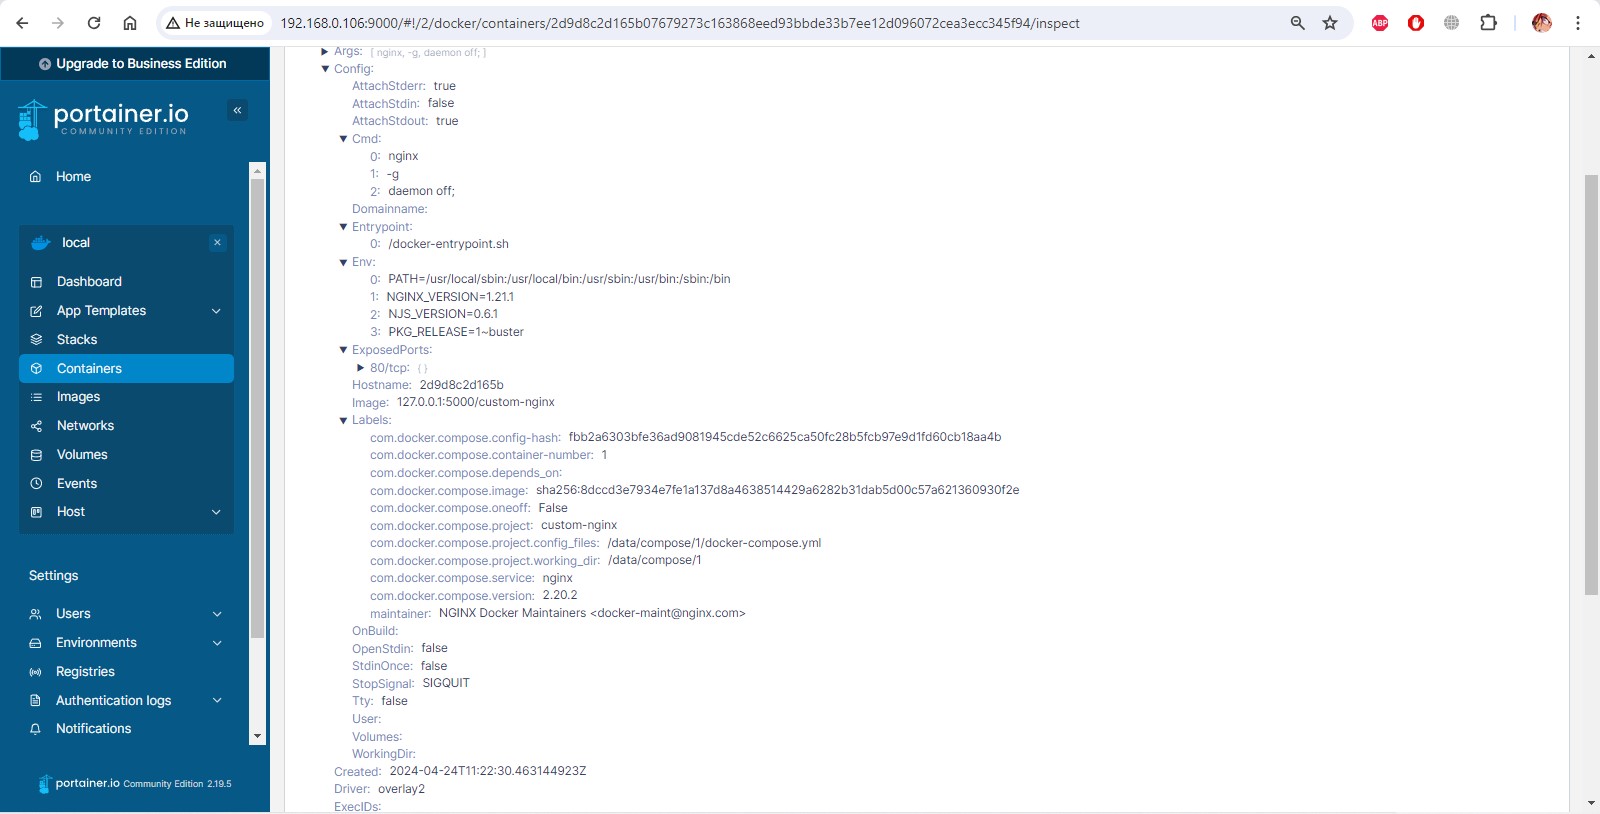 Не защищено
192.168.0.106:9000/#!/2/docker/containers/2d9d8c2d165b07679273c163868eed93bbde33b7ee12d096072cea3ecc345f94/inspect
ABP
Upgrade to Business Edition
portainer.io
COMMUNITY EDITION
Home
local
Dashboard
App Templates
Stacks
Containers
Images
Networks
Volumes
Events
Host
Settings
Users
Environments
Registries
Authentication logs
Notifications
portainer.io Community Edition 2.19.5
Args: [ nginx, -g, daemon off; ]
Config:
AttachStderr: true
AttachStdin: false
AttachStdout: true
Cmd:
0: nginx
1: -g
2: daemon off;
Domainname:
Entrypoint:
0: /docker-entrypoint.sh
Env:
0: PATH=/usr/local/sbin:/usr/local/bin:/usr/sbin:/usr/bin:/sbin:/bin
1: NGINX_VERSION=1.21.1
2: NJS_VERSION=0.6.1
3: PKG_RELEASE=1~buster
ExposedPorts:
80/tcp: { }
Hostname: 2d9d8c2d165b
Image: 127.0.0.1:5000/custom-nginx
Labels:
com.docker.compose.config-hash: fbb2a6303bfe36ad9081945cde52c6625ca50fc28b5fcb97e9d1fd60cb18aa4b
com.docker.compose.container-number: 1
com.docker.compose.depends_on:
com.docker.compose.image: sha256:8dccd3e7934e7fe1a137d8a4638514429a6282b31dab5d00c57a621360930f2e
com.docker.compose.oneoff: False
com.docker.compose.project: custom-nginx
com.docker.compose.project.config_files: /data/compose/1/docker-compose.yml
com.docker.compose.project.working_dir: /data/compose/1
com.docker.compose.service: nginx
com.docker.compose.version: 2.20.2
maintainer: NGINX Docker Maintainers <docker-maint@nginx.com>
OnBuild:
OpenStdin: false
StdinOnce: false
StopSignal: SIGQUIT
Tty: false
User:
Volumes:
WorkingDir:
Created: 2024-04-24T11:22:30.463144923Z
Driver: overlay2
ExecIDs: